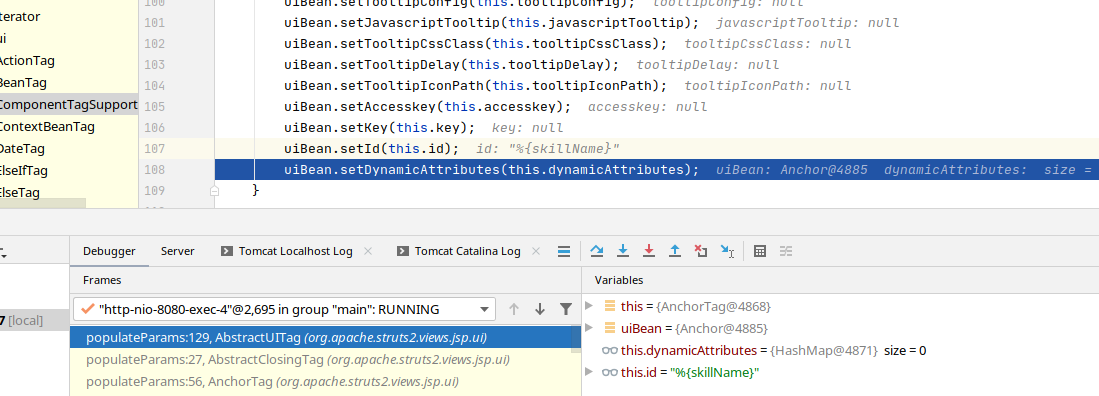 100 uiBean.setTooltipConfig(this.tooltipConfig); tooltipConfig: null
terator
101 uiBean.setJavascriptTooltip(this.javascriptTooltip); javascriptTooltip: null
ui
102 uiBean.setTooltipCssClass(this.tooltipCssClass); tooltipCssClass: null
ActionTag
103 uiBean.setTooltipDelay(this.tooltipDelay); tooltipDelay: null
BeanTag
104 uiBean.setTooltipIconPath(this.tooltipIconPath); tooltipIconPath: null
ComponentTagSupport
105 uiBean.setAccesskey(this.accesskey); accesskey: null
ContextBeanTag
106 uiBean.setKey(this.key); key: null
DateTag
107 uiBean.setId(this.id); id: "%{skillName}"
ElseIfTag
108 uiBean.setDynamicAttributes(this.dynamicAttributes); uiBean: Anchor@4885 dynamicAttributes: size =
ElseTag
109 }
Debugger Server Tomcat Localhost Log Tomcat Catalina Log
Frames
Variables
7 [local]
"http-nio-8080-exec-4"@2,695 in group "main": RUNNING
populateParams:129, AbstractUITag (org.apache.struts2.views.jsp.ui)
populateParams:27, AbstractClosingTag (org.apache.struts2.views.jsp.ui)
populateParams:56, AnchorTag (org.apache.struts2.views.jsp.ui)
this = {AnchorTag@4868}
uiBean = {Anchor@4885}
this.dynamicAttributes = {HashMap@4871} size = 0
this.id = "%{skillName}"